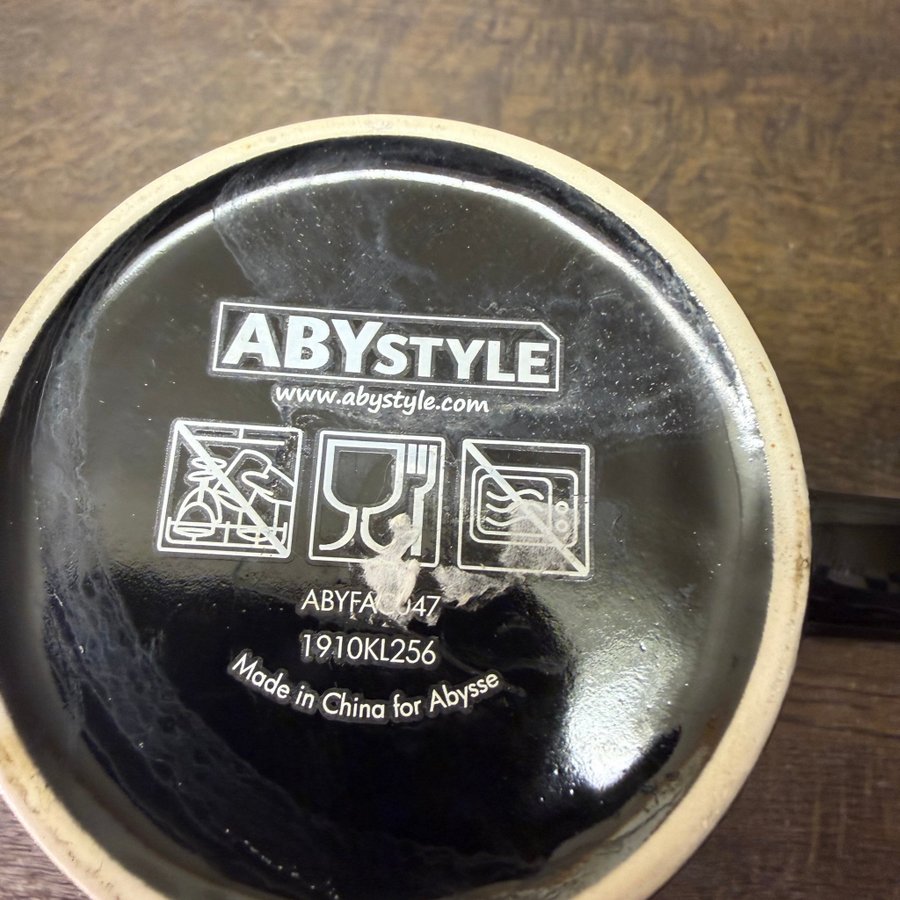 ABYSTYLE
www.abystyle.com
1910KL256
Made in China for Abysse